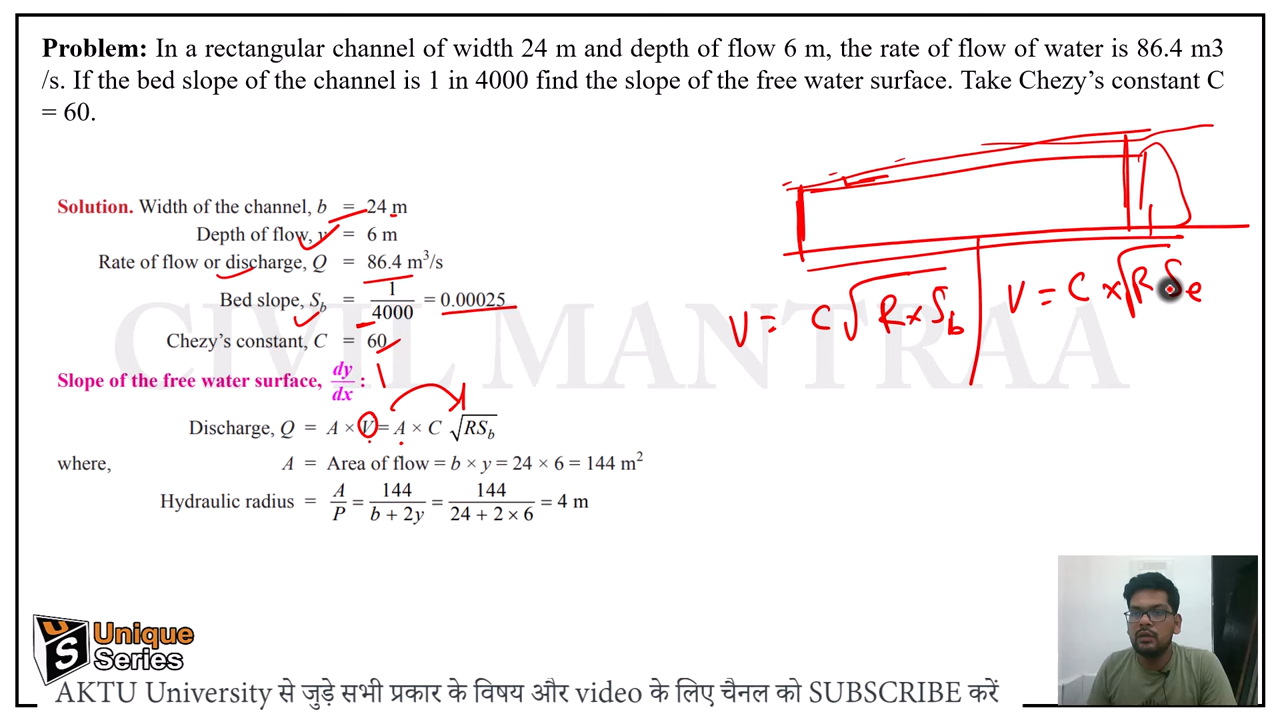 Problem: In a rectangular channel of width 24 m and depth of flow 6 m, the rate of flow of water is 86.4 m3
/s. If the bed slope of the channel is 1 in 4000 find the slope of the free water surface. Take Chezy’s constant C
= 60.
Solution. Width of the channel, b = 24 m
Depth of flow, y = 6 m
Rate of flow or discharge, Q = 86.4 m³/s
Bed slope, S_b = 1/4000 = 0.00025
Chezy's constant, C = 60
Slope of the free water surface, dy/dx :
Discharge, Q = A × V = A × C √RS_b
where, A = Area of flow = b × y = 24 × 6 = 144 m²
Hydraulic radius = A/P = 144/(b + 2y) = 144/(24 + 2 × 6) = 4 m
V = C√R×S_b
V = C×√R S_e
CIVIL MANTRAA
US Unique
Series
AKTU University से जुड़े सभी प्रकार के विषय और video के लिए चैनल को SUBSCRIBE करें